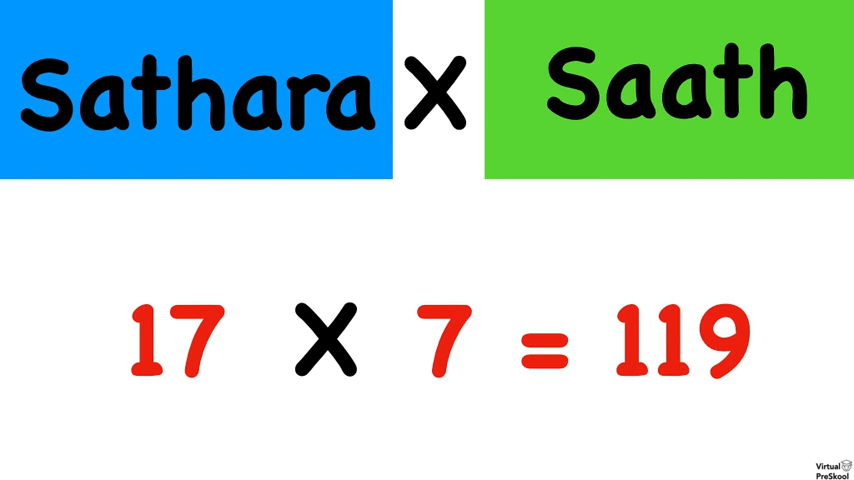 Sathara X Saath
17 X 7 = 119
Virtual
PreSkool